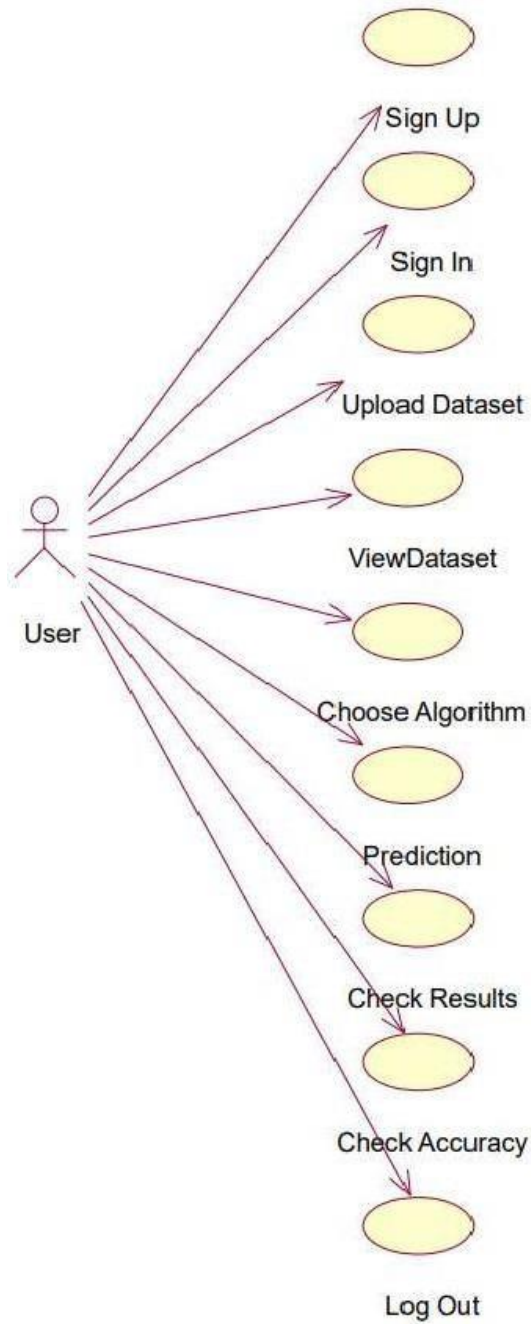 Sign Up
Sign In
Upload Dataset
ViewDataset
User
Choose Algorithm
Prediction
Check Results
Check Accuracy
Log Out